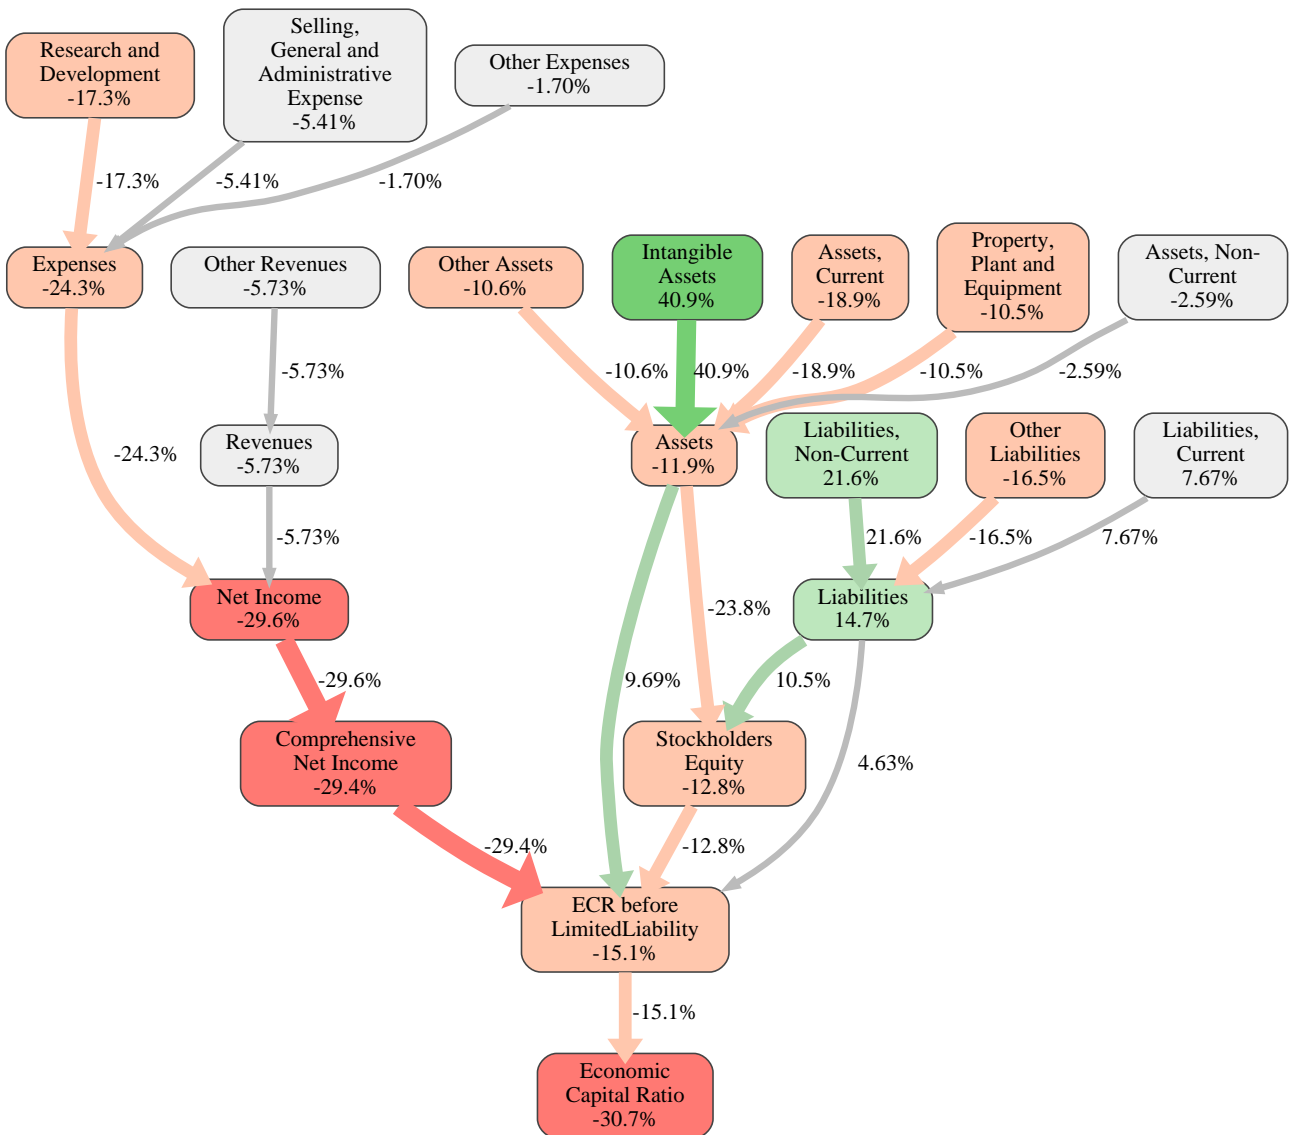 Research and
Development
-17.3%
Selling,
General and
Administrative
Expense
-5.41%
Other Expenses
-1.70%
-17.3%
-5.41%
-1.70%
Expenses
-24.3%
Other Revenues
-5.73%
Other Assets
-10.6%
Intangible
Assets
40.9%
Assets,
Current
-18.9%
Property,
Plant and
Equipment
-10.5%
Assets, Non-
Current
-2.59%
-5.73%
-10.6%
40.9%
-18.9%
-10.5%
-2.59%
-24.3%
Revenues
-5.73%
Assets
-11.9%
Liabilities,
Non-Current
21.6%
Other
Liabilities
-16.5%
Liabilities,
Current
7.67%
-5.73%
21.6%
-16.5%
7.67%
Net Income
-29.6%
-23.8%
Liabilities
14.7%
-29.6%
9.69%
10.5%
Comprehensive
Net Income
-29.4%
Stockholders
Equity
-12.8%
4.63%
-29.4%
-12.8%
ECR before
LimitedLiability
-15.1%
-15.1%
Economic
Capital Ratio
-30.7%